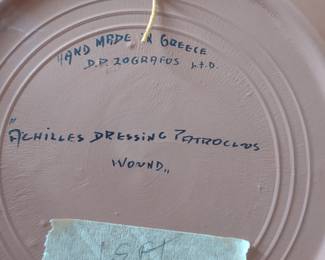 HAND MADE IN GREECE
D.P. ZOGRAFOS LTD.
"ACHILLES DRESSING PATROCLUS
WOUND"